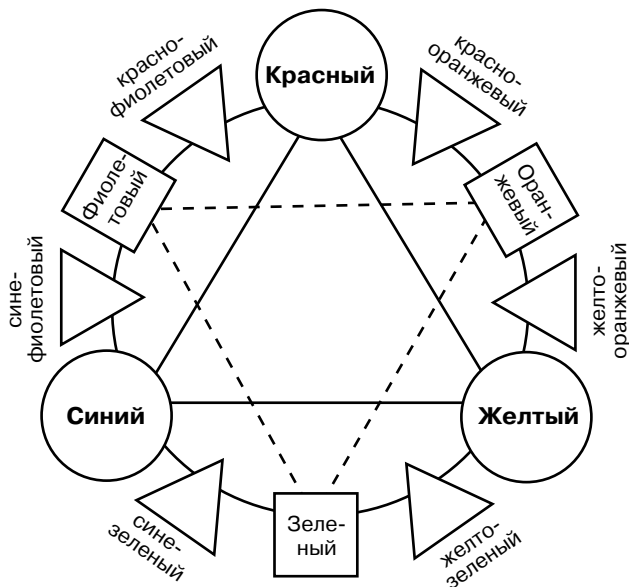 красно-
фиолетовый
Красный
красно-
оранжевый
Фиоле-
товый
Оран-
жевый
сине-
фиолетовый
желто-
оранжевый
Синий
Желтый
сине-
зеленый
Зеле-
ный
желто-
зеленый